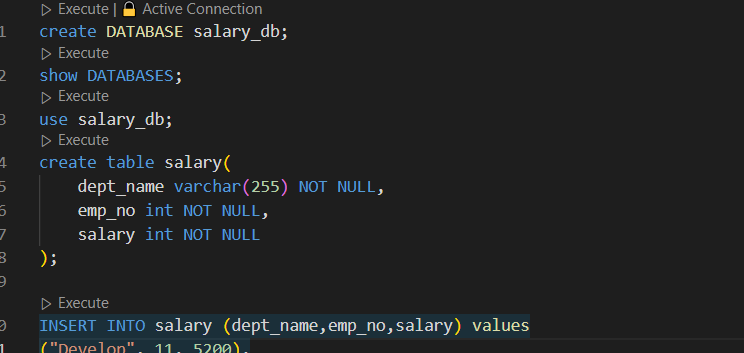 Execute | Active Connection
1 create DATABASE salary_db;
Execute
2 show DATABASES;
Execute
3 use salary_db;
Execute
4 create table salary(
5 dept_name varchar(255) NOT NULL,
6 emp_no int NOT NULL,
7 salary int NOT NULL
8 );
9
Execute
0 INSERT INTO salary (dept_name,emp_no,salary) values
1 ("Develop", 11, 5200),